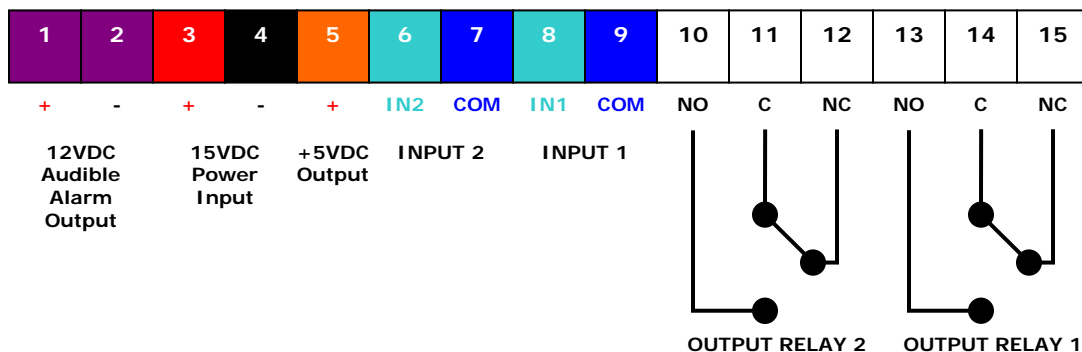 1 2 3 4 5 6 7 8 9 10 11 12 13 14 15
+ - + - + IN2 COM IN1 COM NO C NC NO C NC
12VDC
Audible
Alarm
Output
15VDC
Power
Input
+5VDC
Output
INPUT 2
INPUT 1
OUTPUT RELAY 2
OUTPUT RELAY 1